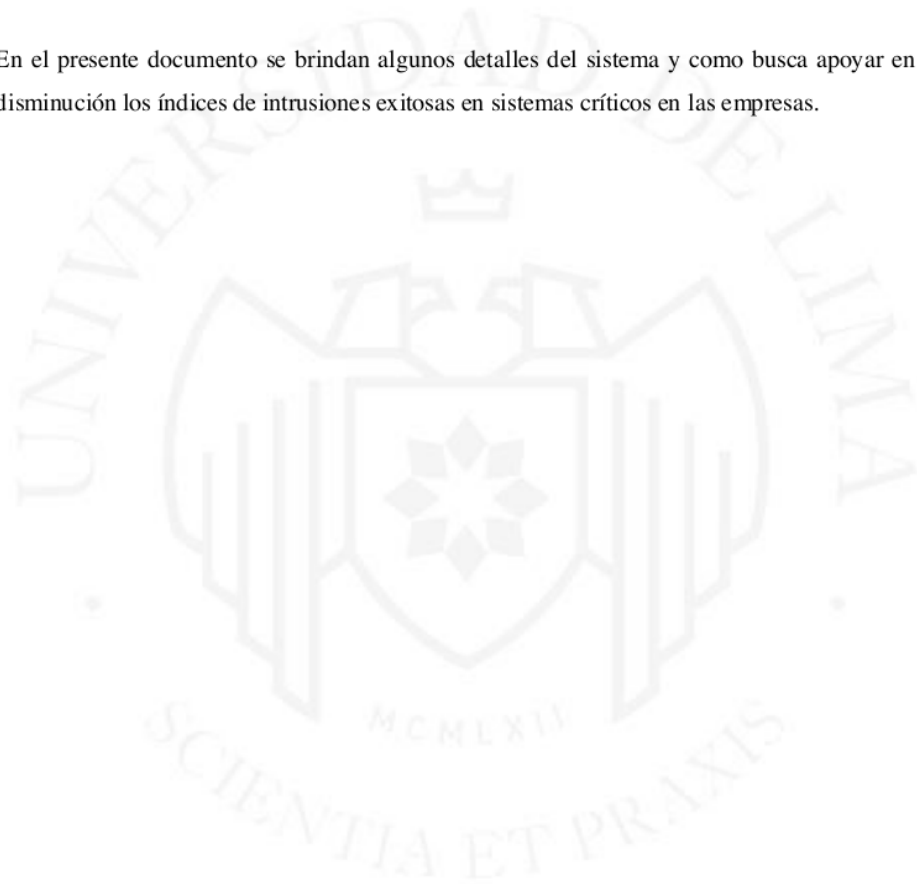 En el presente documento se brindan algunos detalles del sistema y como busca apoyar en
disminución los índices de intrusiones exitosas en sistemas críticos en las empresas.
UNIVERSIDAD DE LIMA
MCMLXII
SCIENTIA ET PRAXIS